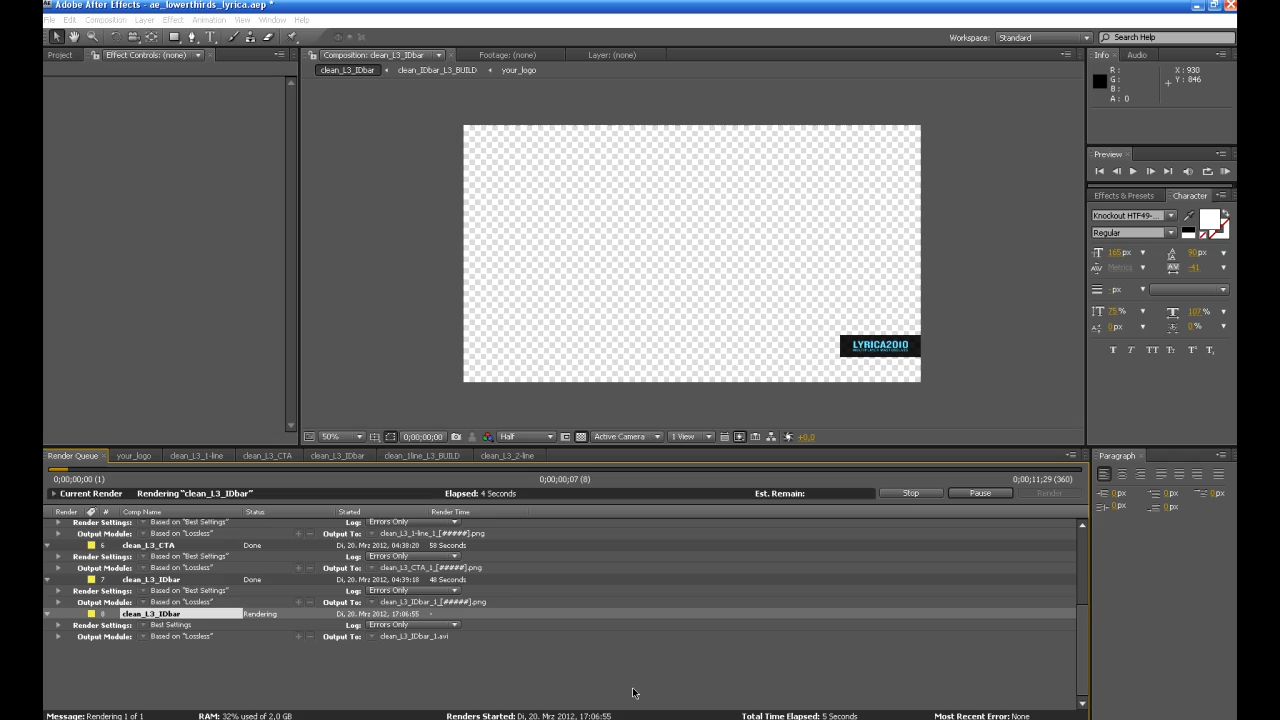 Adobe After Effects - ae_lowerthirds_lyrica.aep *
File Edit Composition Layer Effect Animation View Window Help
Workspace: Standard Search Help
Project Effect Controls: (none) Composition: clean_L3_IDbar Footage: (none) Layer: (none) Info Audio
clean_L3_IDbar clean_IDbar_L3_BUILD your_logo
R : X : 930
G : Y : 846
B :
A : 0
Preview
Effects & Presets Character
Knockout HTF49-...
Regular
165 px 90 px
Metrics -41
- px
75 % 107 %
0 px 0 %
T T TT Tr T' T,
LYRICA2010
50% 0;00;00;00 Half Active Camera 1 View +0,0
Render Queue your_logo clean_L3_1-line clean_L3_CTA clean_L3_IDbar clean_1line_L3_BUILD clean_L3_2-line Paragraph
0;00;00;00 (1) 0;00;00;07 (8) 0;00;11;29 (360)
Current Render Rendering "clean_L3_IDbar" Elapsed: 4 Seconds Est. Remain: Stop Pause Render
0 px 0 px 0 px
0 px 0 px
Render # Comp Name Status Started Render Time
Render Settings: Based on "Best Settings" Log: Errors Only
Output Module: Based on "Lossless" Output To: clean_L3_1-line_1_[#####].png
6 clean_L3_CTA Done Di, 20. Mrz 2012, 04:38:20 58 Seconds
Render Settings: Based on "Best Settings" Log: Errors Only
Output Module: Based on "Lossless" Output To: clean_L3_CTA_1_[#####].png
7 clean_L3_IDbar Done Di, 20. Mrz 2012, 04:39:18 48 Seconds
Render Settings: Based on "Best Settings" Log: Errors Only
Output Module: Based on "Lossless" Output To: clean_L3_IDbar_1_[#####].png
8 clean_L3_IDbar Rendering Di, 20. Mrz 2012, 17:06:55 -
Render Settings: Best Settings Log: Errors Only
Output Module: Based on "Lossless" Output To: clean_L3_IDbar_1.avi
Message: Rendering 1 of 1 RAM: 32% used of 2,0 GB Renders Started: Di, 20. Mrz 2012, 17:06:55 Total Time Elapsed: 5 Seconds Most Recent Error: None